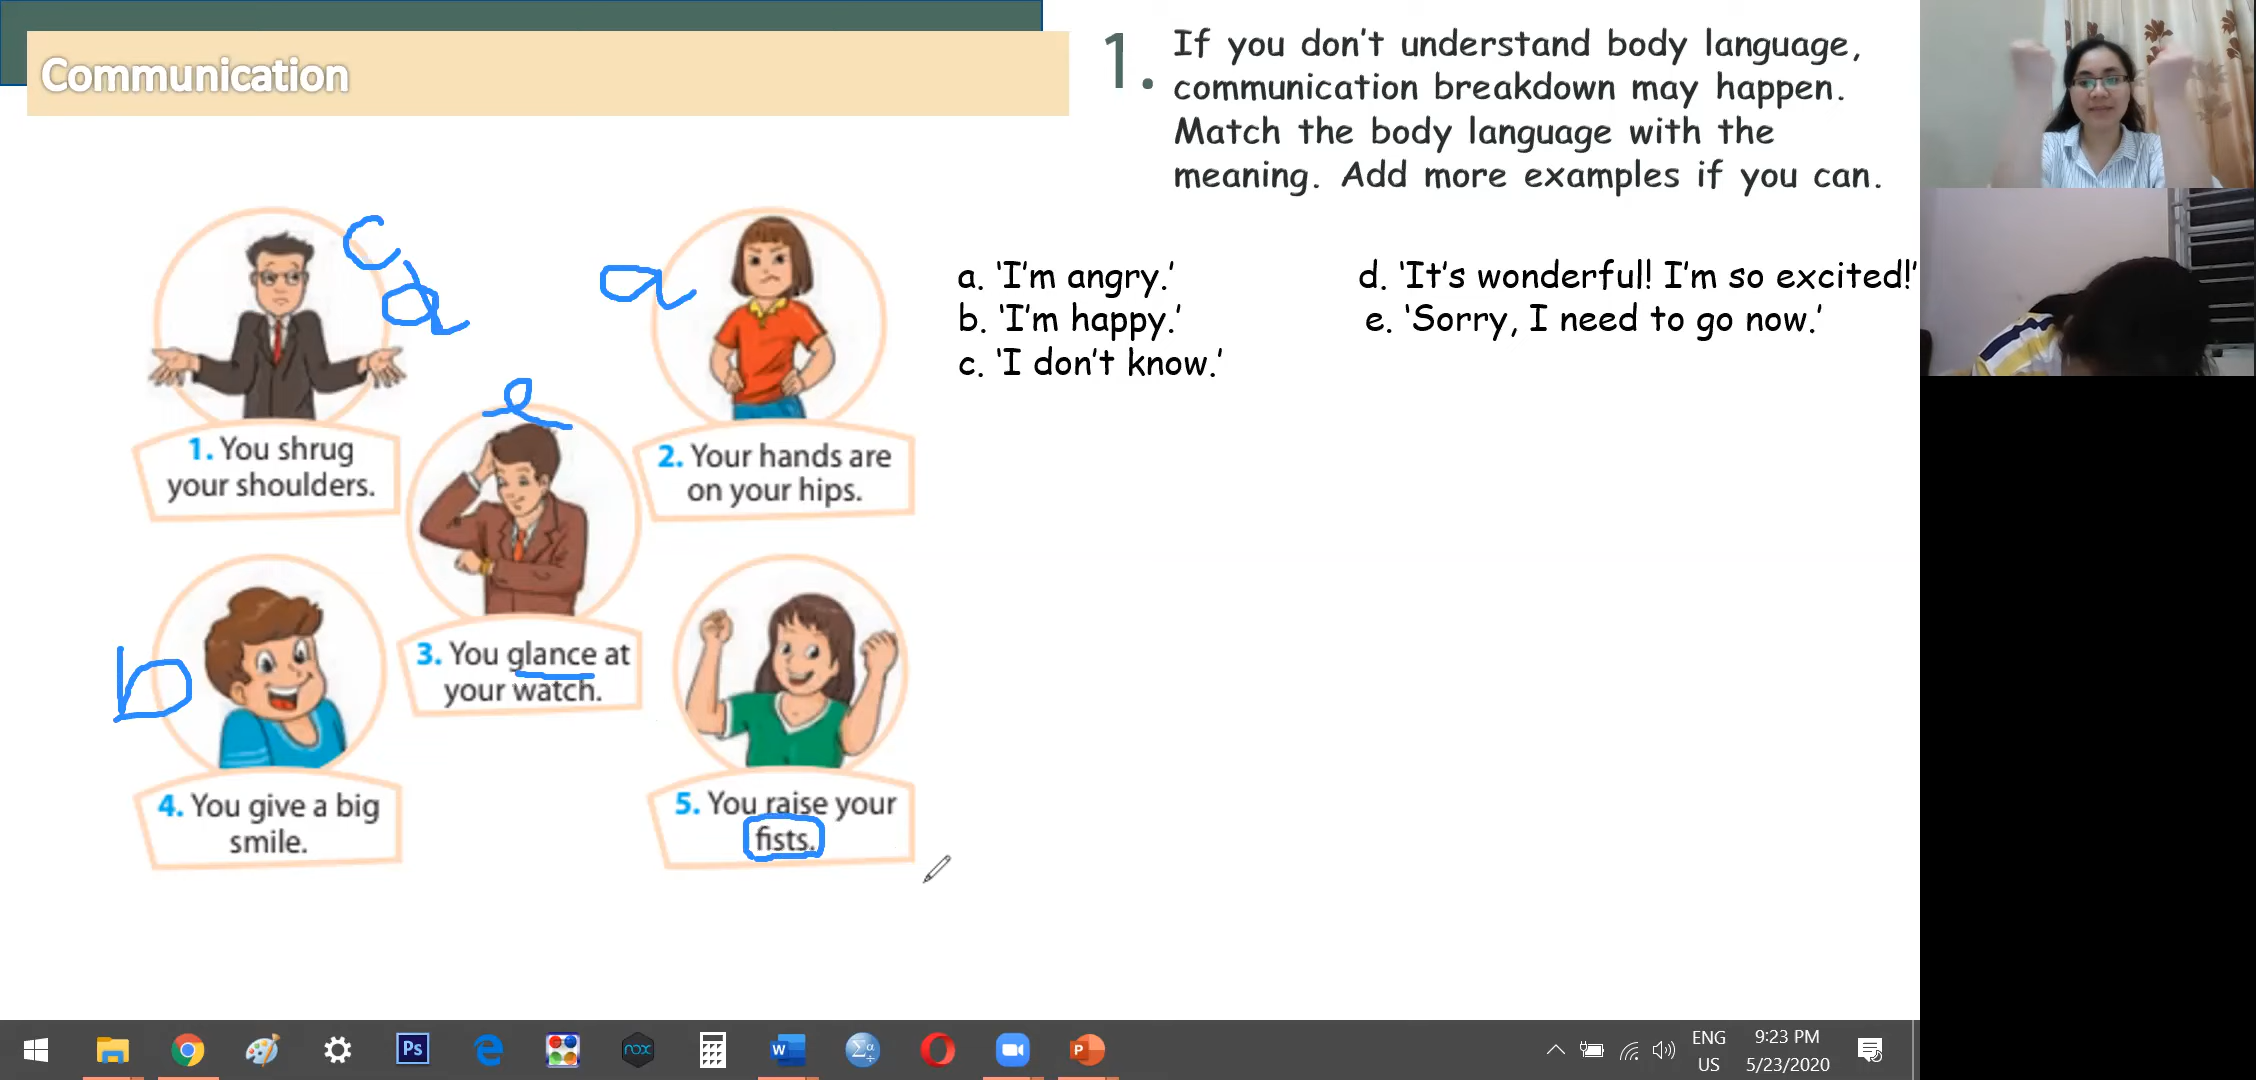 Communication
1. If you don't understand body language,
communication breakdown may happen.
Match the body language with the
meaning. Add more examples if you can.
a. 'I'm angry.'
b. 'I'm happy.'
c. 'I don't know.'
d. 'It's wonderful! I'm so excited!'
e. 'Sorry, I need to go now.'
c
a
e
1. You shrug
your shoulders.
2. Your hands are
on your hips.
b
3. You glance at
your watch.
4. You give a big
smile.
5. You raise your
fists.
Ps
nox
W
Σα
P
ENG
US
9:23 PM
5/23/2020